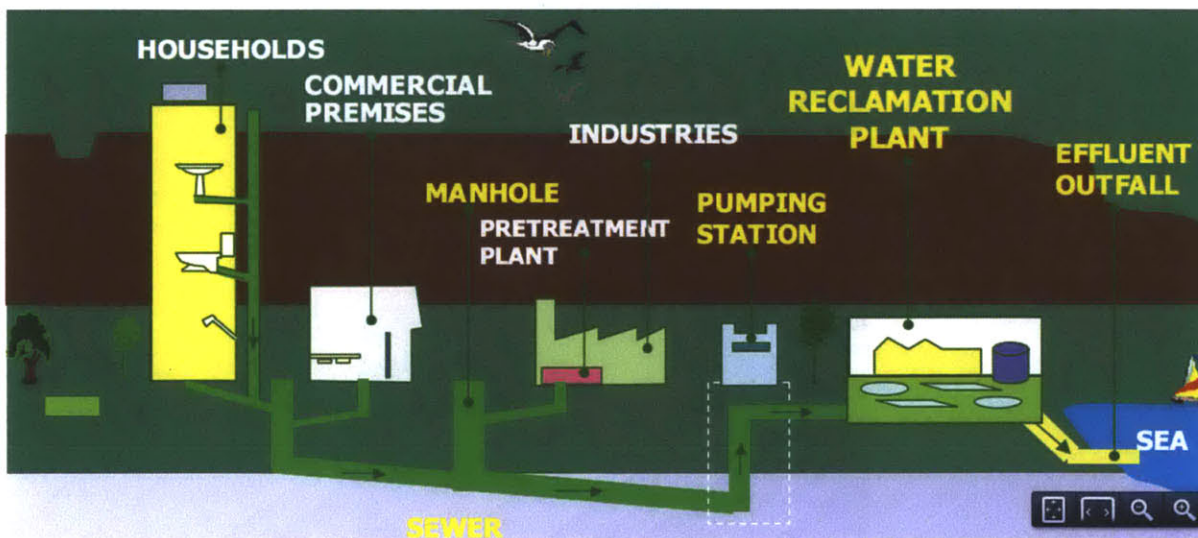 HOUSEHOLDS
COMMERCIAL
PREMISES
INDUSTRIES
WATER
RECLAMATION
PLANT
EFFLUENT
OUTFALL
MANHOLE
PRETREATMENT
PLANT
PUMPING
STATION
SEA
SEWER